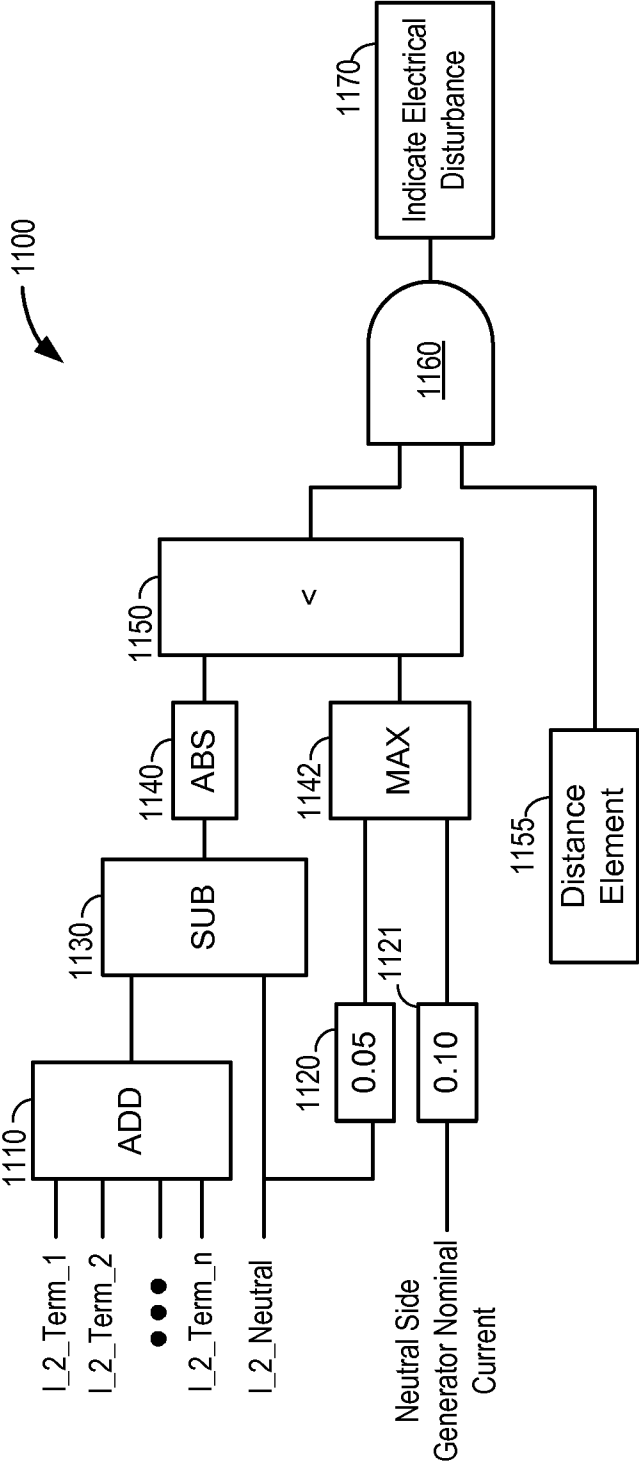 1100
I_2_Term_1
I_2_Term_2
I_2_Term_n
I_2_Neutral
Neutral Side
Generator Nominal
Current
1110
ADD
1120
0.05
1121
0.10
1130
SUB
1140
ABS
1142
MAX
1150
<
1155
Distance
Element
1160
1170
Indicate Electrical
Disturbance